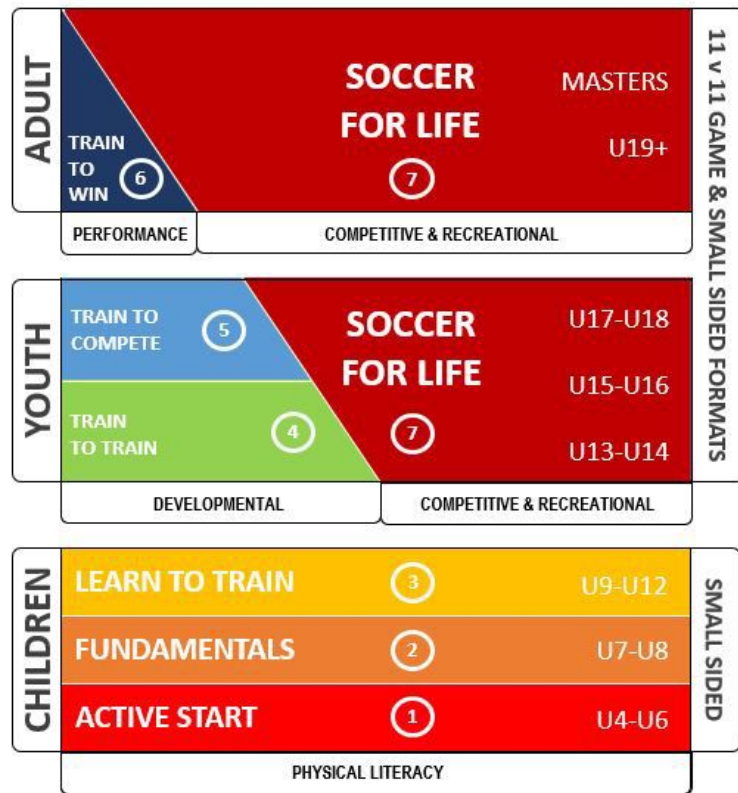 ADULT
TRAIN
TO
WIN
6
SOCCER
FOR LIFE
7
MASTERS
U19+
PERFORMANCE
COMPETITIVE & RECREATIONAL
11 v 11 GAME & SMALL SIDED FORMATS
YOUTH
TRAIN TO
COMPETE
5
TRAIN
TO TRAIN
4
SOCCER
FOR LIFE
7
U17-U18
U15-U16
U13-U14
DEVELOPMENTAL
COMPETITIVE & RECREATIONAL
CHILDREN
LEARN TO TRAIN
3
U9-U12
FUNDAMENTALS
2
U7-U8
ACTIVE START
1
U4-U6
SMALL SIDED
PHYSICAL LITERACY